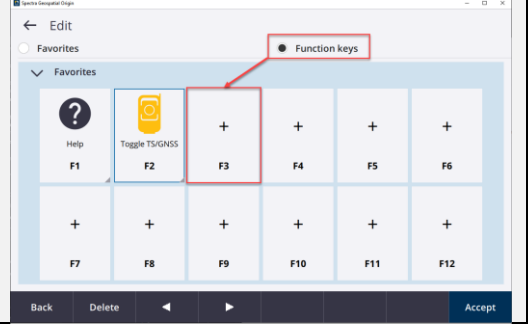 Spectra Geospatial Origin
Edit
Favorites
Function keys
Favorites
Help
Toggle TS/GNSS
+
+
+
+
F1
F2
F3
F4
F5
F6
+
+
+
+
+
+
F7
F8
F9
F10
F11
F12
Back
Delete
Accept